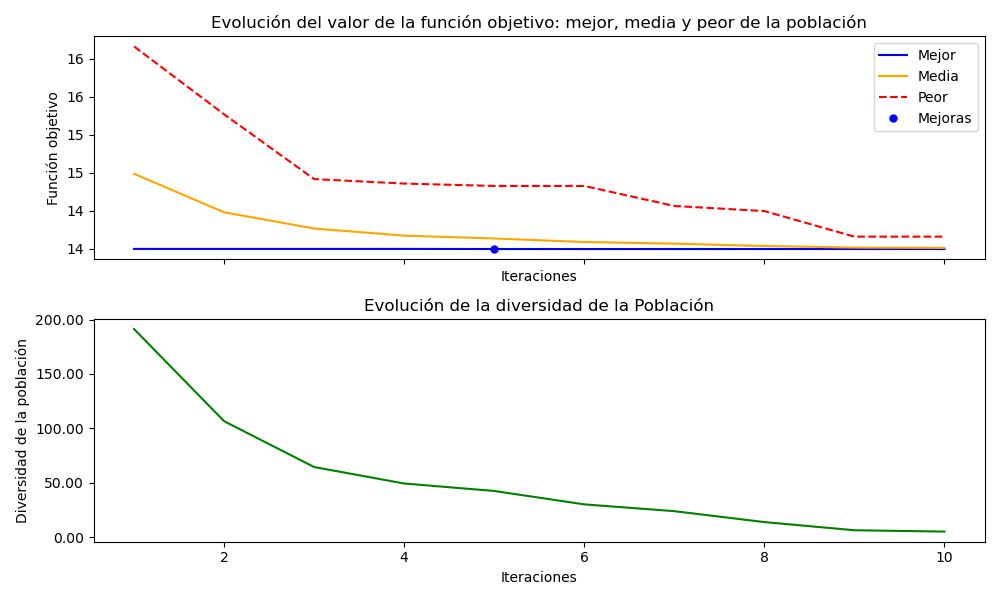 Evolución del valor de la función objetivo: mejor, media y peor de la población
Función objetivo
16
16
15
15
14
14
Mejor
Media
Peor
Mejoras
Iteraciones
Evolución de la diversidad de la Población
Diversidad de la población
200.00
150.00
100.00
50.00
0.00
2 4 6 8 10
Iteraciones